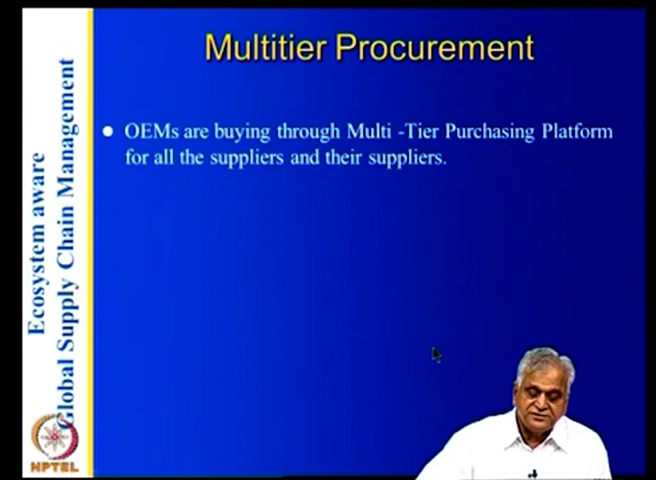 Multitier Procurement
OEMs are buying through Multi -Tier Purchasing Platform
for all the suppliers and their suppliers.
Ecosystem aware
Global Supply Chain Management
NPTEL